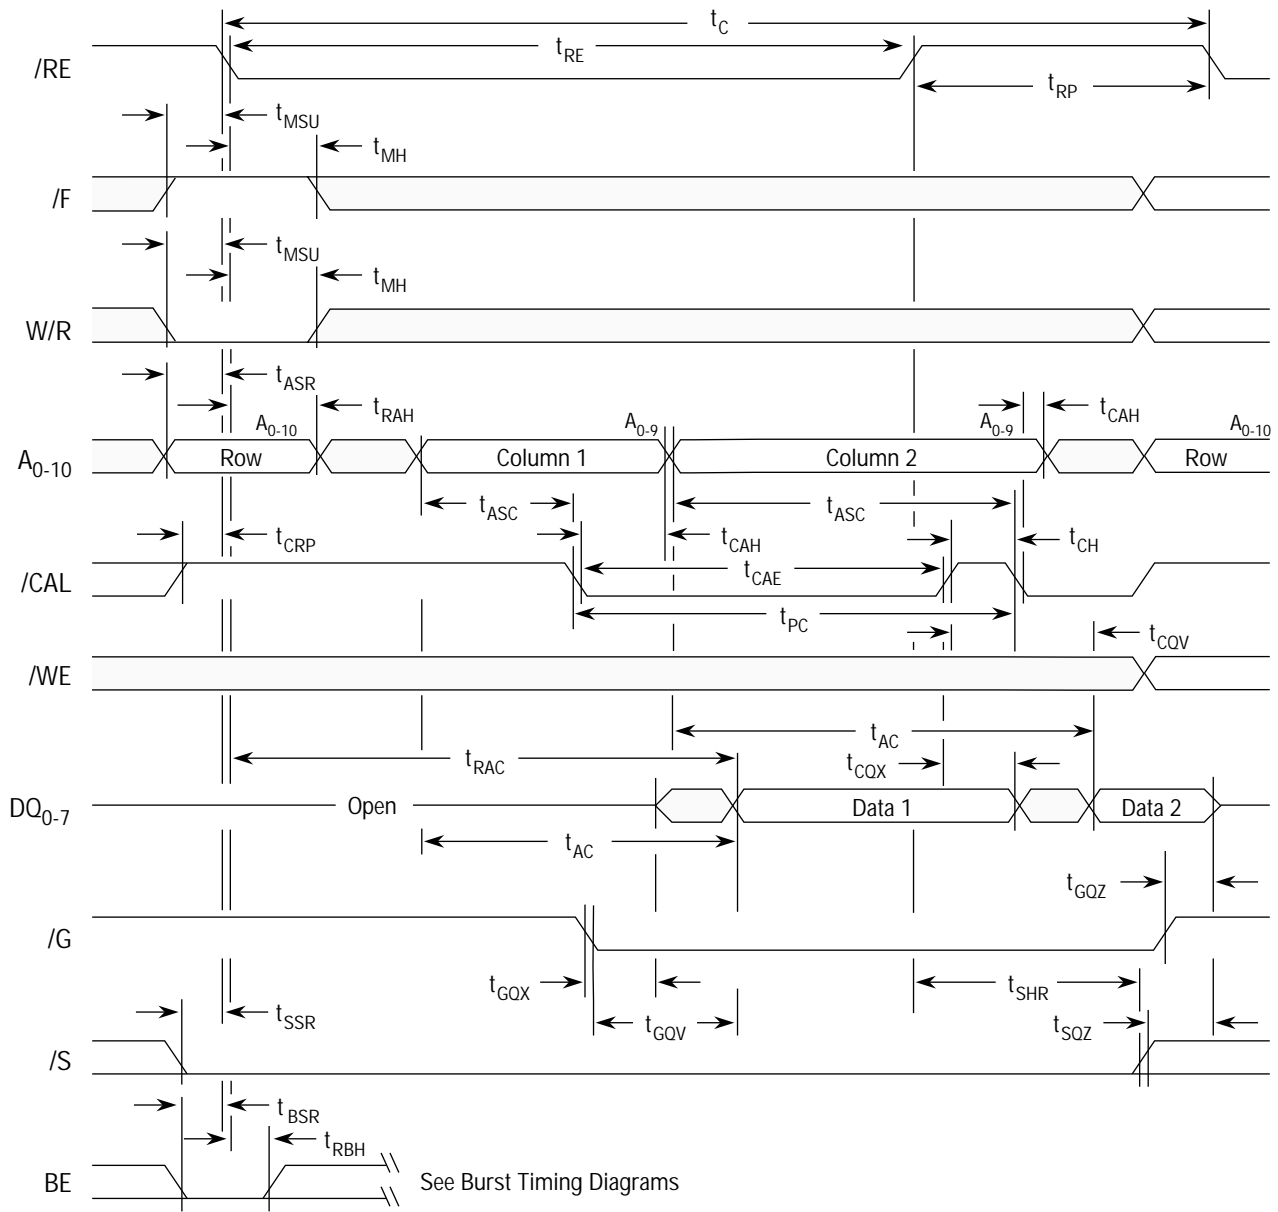 t_C
t_RE
/RE
t_RP
t_MSU
t_MH
/F
t_MSU
t_MH
W/R
t_ASR
t_RAH
t_CAH
A_0-10
A_0-9
A_0-9
A_0-10
A_0-10
Row
Column 1
Column 2
Row
t_ASC
t_ASC
t_CRP
t_CAH
t_CH
/CAL
t_CAE
t_PC
t_CQV
/WE
t_AC
t_RAC
t_CQX
DQ_0-7
Open
Data 1
Data 2
t_AC
t_GQZ
/G
t_GQX
t_SHR
t_SSR
t_GQV
t_SQZ
/S
t_BSR
t_RBH
BE
See Burst Timing Diagrams